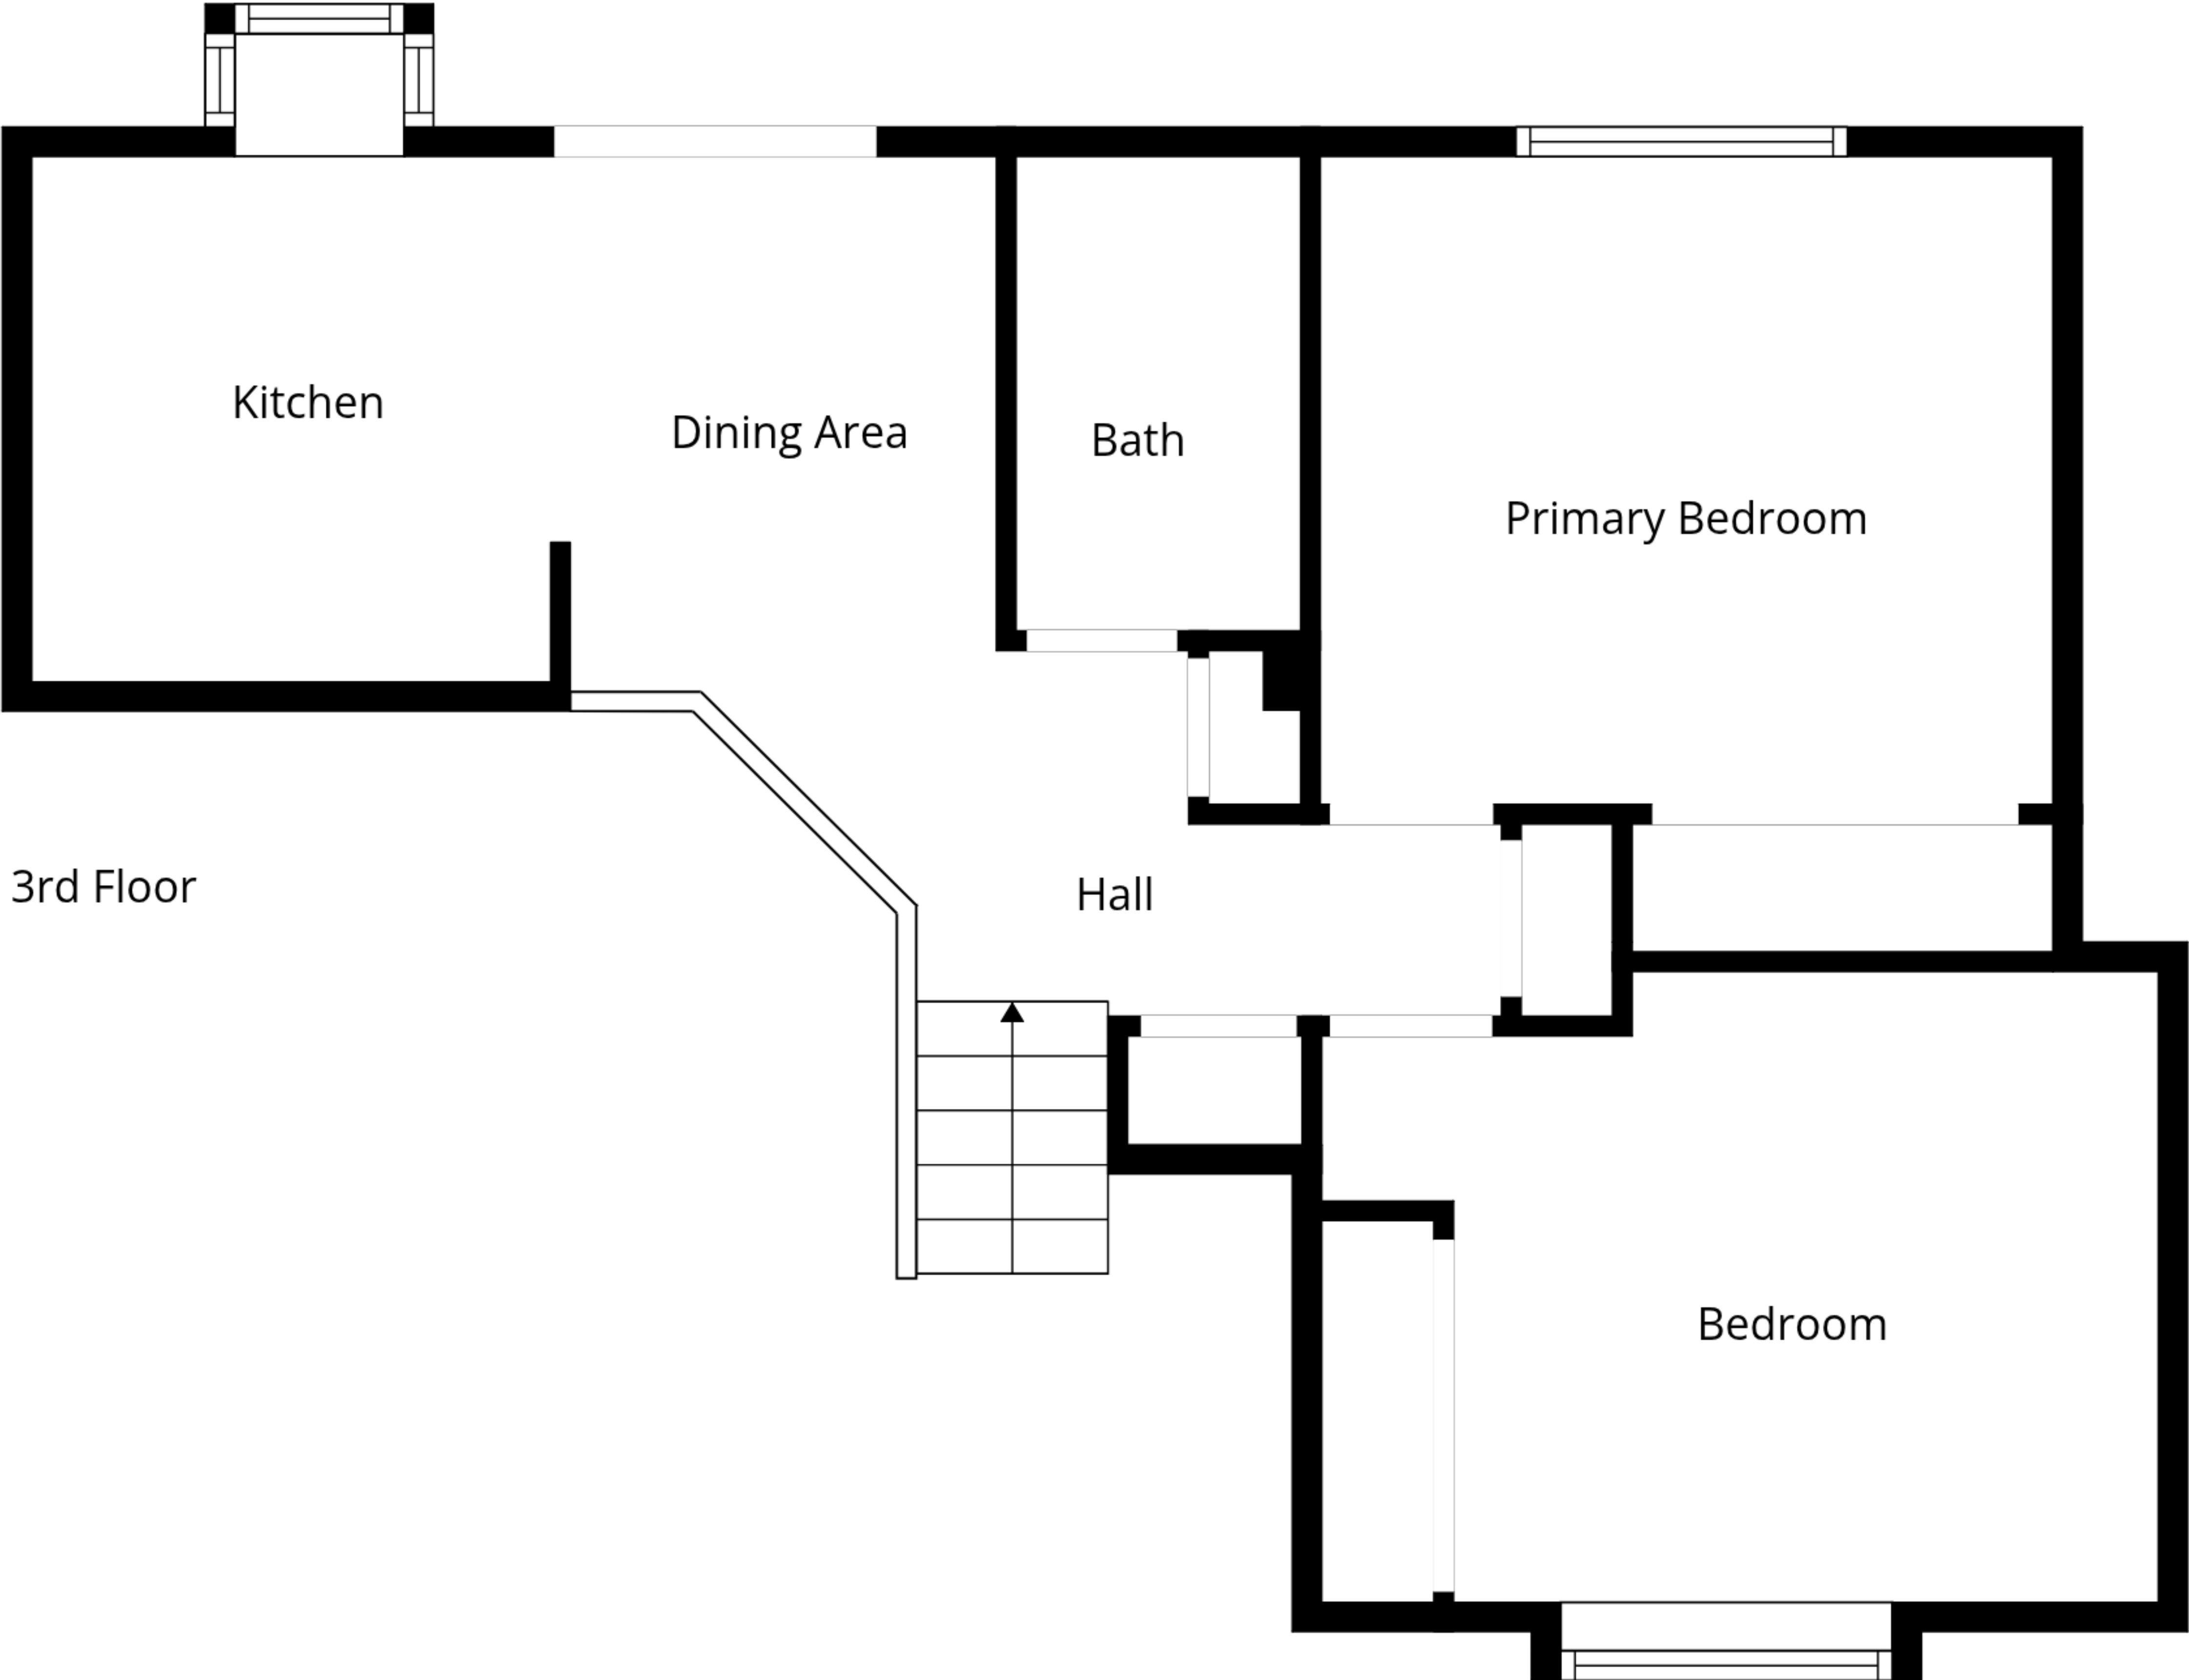 Kitchen
Dining Area
Bath
Primary Bedroom
3rd Floor
Hall
Bedroom